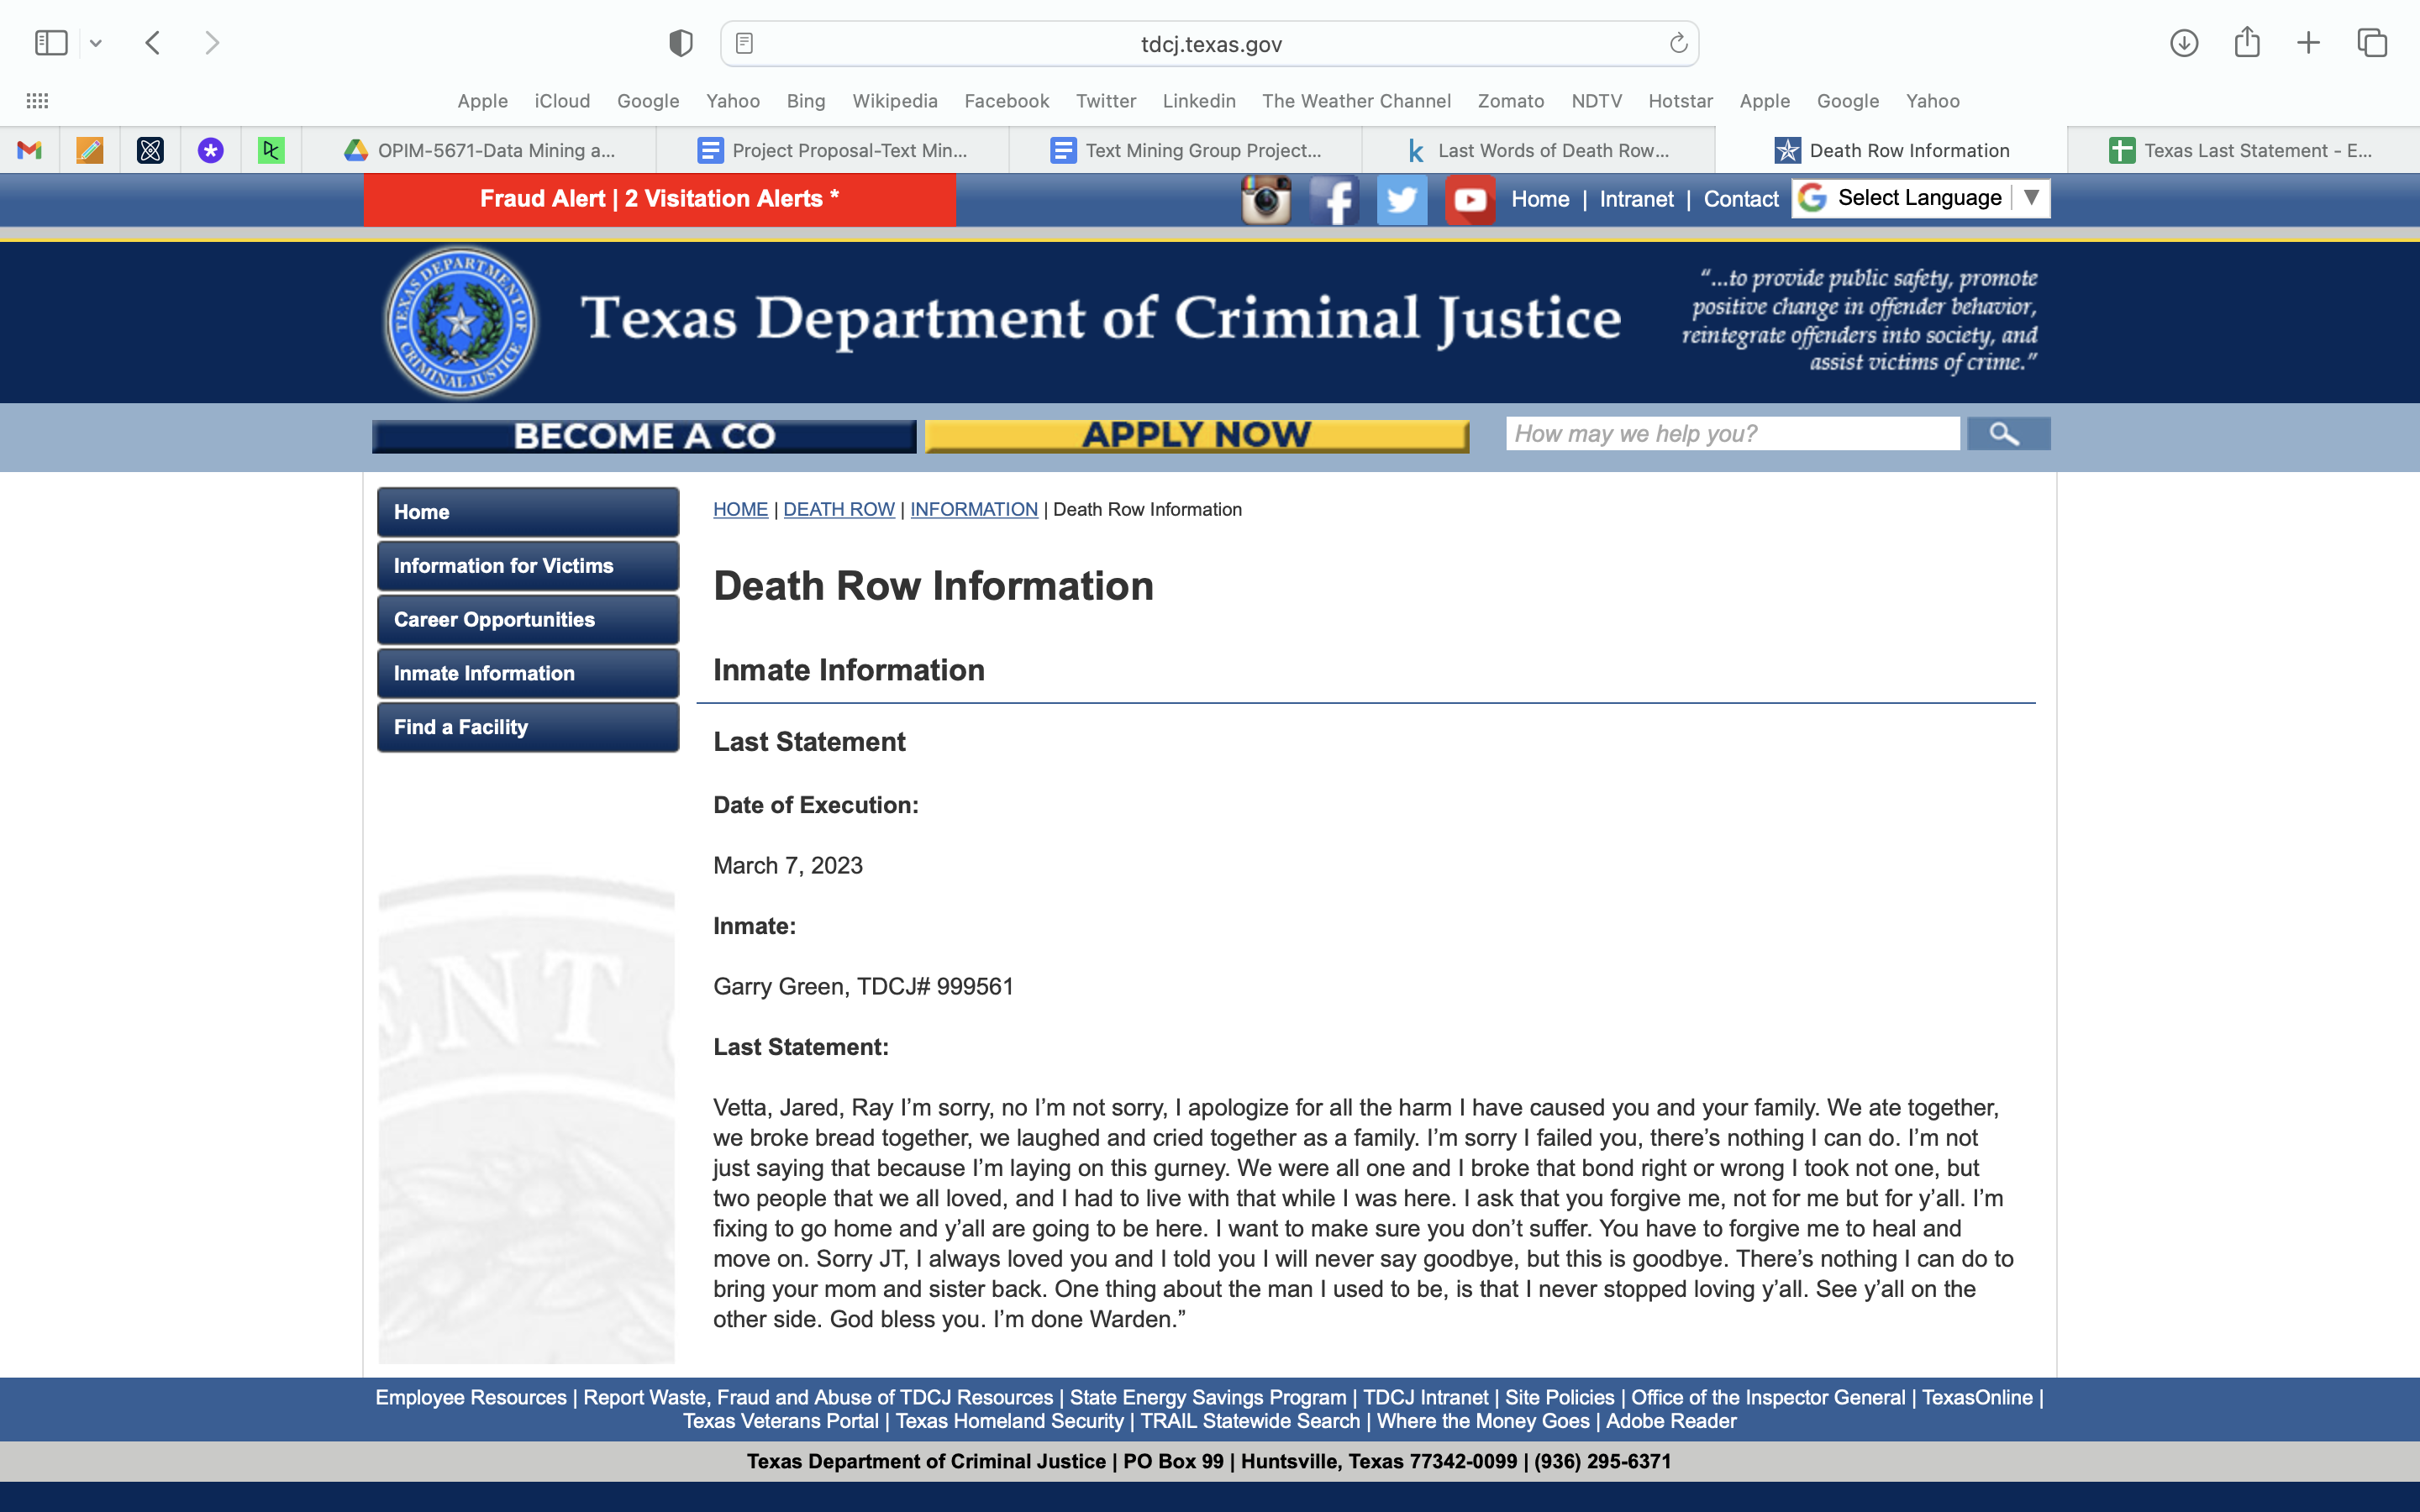 tdcj.texas.gov
Apple iCloud Google Yahoo Bing Wikipedia Facebook Twitter Linkedin The Weather Channel Zomato NDTV Hotstar Apple Google Yahoo
OPIM-5671-Data Mining a... Project Proposal-Text Min... Text Mining Group Project... Last Words of Death Row... Death Row Information Texas Last Statement - E...
Fraud Alert | 2 Visitation Alerts * Home | Intranet | Contact Select Language ▼
TEXAS DEPARTMENT OF CRIMINAL JUSTICE
Texas Department of Criminal Justice
“...to provide public safety, promote
positive change in offender behavior,
reintegrate offenders into society, and
assist victims of crime.”
BECOME A CO APPLY NOW How may we help you?
Home
Information for Victims
Career Opportunities
Inmate Information
Find a Facility
ENT
HOME | DEATH ROW | INFORMATION | Death Row Information
Death Row Information
Inmate Information
Last Statement
Date of Execution:
March 7, 2023
Inmate:
Garry Green, TDCJ# 999561
Last Statement:
Vetta, Jared, Ray I’m sorry, no I’m not sorry, I apologize for all the harm I have caused you and your family. We ate together,
we broke bread together, we laughed and cried together as a family. I’m sorry I failed you, there’s nothing I can do. I’m not
just saying that because I’m laying on this gurney. We were all one and I broke that bond right or wrong I took not one, but
two people that we all loved, and I had to live with that while I was here. I ask that you forgive me, not for me but for y’all. I’m
fixing to go home and y’all are going to be here. I want to make sure you don’t suffer. You have to forgive me to heal and
move on. Sorry JT, I always loved you and I told you I will never say goodbye, but this is goodbye. There’s nothing I can do to
bring your mom and sister back. One thing about the man I used to be, is that I never stopped loving y’all. See y’all on the
other side. God bless you. I’m done Warden.”
Employee Resources | Report Waste, Fraud and Abuse of TDCJ Resources | State Energy Savings Program | TDCJ Intranet | Site Policies | Office of the Inspector General | TexasOnline |
Texas Veterans Portal | Texas Homeland Security | TRAIL Statewide Search | Where the Money Goes | Adobe Reader
Texas Department of Criminal Justice | PO Box 99 | Huntsville, Texas 77342-0099 | (936) 295-6371